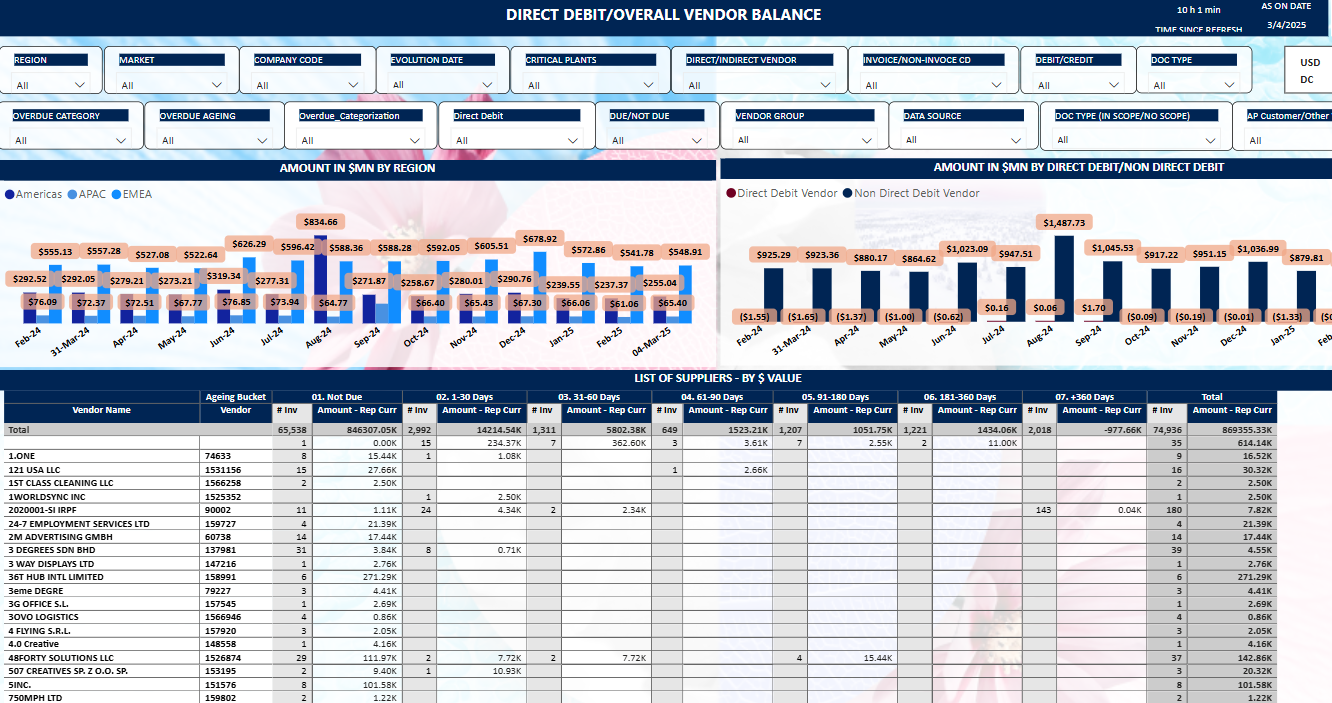 DIRECT DEBIT/OVERALL VENDOR BALANCE
10 h 1 min
TIME SINCE REFRESH
AS ON DATE
3/4/2025
REGION MARKET COMPANY CODE EVOLUTION DATE CRITICAL PLANTS DIRECT/INDIRECT VENDOR INVOICE/NON-INVOCE CD DEBIT/CREDIT DOC TYPE
All All All All All All All All All
USD
DC
OVERDUE CATEGORY OVERDUE AGEING Overdue_Categorization Direct Debit DUE/NOT DUE VENDOR GROUP DATA SOURCE DOC TYPE (IN SCOPE/NO SCOPE) AP Customer/Other
All All All All All All All All All
AMOUNT IN $MN BY REGION
Americas APAC EMEA
$834.66
$555.13 $557.28 $527.08 $522.64 $626.29 $596.42 $588.36 $588.28 $592.05 $605.51 $678.92 $572.86 $541.78 $548.91
$292.52 $292.05 $279.21 $273.21 $319.34 $277.31 $271.87 $258.67 $280.01 $290.76 $239.55 $237.37 $255.04
$76.09 $72.37 $72.51 $67.77 $76.85 $73.94 $64.77 $66.40 $65.43 $67.30 $66.06 $61.06 $65.40
Feb-24 31-Mar-24 Apr-24 May-24 Jun-24 Jul-24 Aug-24 Sep-24 Oct-24 Nov-24 Dec-24 Jan-25 Feb-25 04-Mar-25
AMOUNT IN $MN BY DIRECT DEBIT/NON DIRECT DEBIT
Direct Debit Vendor Non Direct Debit Vendor
$925.29 $923.36 $880.17 $864.62 $1,023.09 $947.51 $1,487.73 $1,045.53 $917.22 $951.15 $1,036.99 $879.81
($1.55) ($1.65) ($1.37) ($1.00) ($0.62) $0.16 $0.06 $1.70 ($0.09) ($0.19) ($0.01) ($1.33)
Feb-24 31-Mar-24 Apr-24 May-24 Jun-24 Jul-24 Aug-24 Sep-24 Oct-24 Nov-24 Dec-24 Jan-25 Feb
LIST OF SUPPLIERS - BY $ VALUE
Ageing Bucket 01. Not Due 02. 1-30 Days 03. 31-60 Days 04. 61-90 Days 05. 91-180 Days 06. 181-360 Days 07. +360 Days Total
Vendor Name Vendor # Inv Amount - Rep Curr # Inv Amount - Rep Curr # Inv Amount - Rep Curr # Inv Amount - Rep Curr # Inv Amount - Rep Curr # Inv Amount - Rep Curr # Inv Amount - Rep Curr # Inv Amount - Rep Curr
Total 65,538 846307.05K 2,992 14214.54K 1,311 5802.38K 649 1523.21K 1,207 1051.75K 1,221 1434.06K 2,018 -977.66K 74,936 869355.33K
1 0.00K 15 234.37K 7 362.60K 3 3.61K 7 2.55K 2 11.00K 35 614.14K
1.ONE 74633 8 15.44K 1 1.08K 9 16.52K
121 USA LLC 1531156 15 27.66K 1 2.66K 16 30.32K
1ST CLASS CLEANING LLC 1566258 2 2.50K 2 2.50K
1WORLDSYNC INC 1525352 1 2.50K 1 2.50K
2020001-SI IRPF 90002 11 1.11K 24 4.34K 2 2.34K 143 0.04K 180 7.82K
24-7 EMPLOYMENT SERVICES LTD 159727 4 21.39K 4 21.39K
2M ADVERTISING GMBH 60738 14 17.44K 14 17.44K
3 DEGREES SDN BHD 137981 31 3.84K 8 0.71K 39 4.55K
3 WAY DISPLAYS LTD 147216 1 2.76K 1 2.76K
36T HUB INTL LIMITED 158991 6 271.29K 6 271.29K
3eme DEGRE 79227 3 4.41K 3 4.41K
3G OFFICE S.L. 157545 1 2.69K 1 2.69K
3OVO LOGISTICS 1566946 4 0.86K 4 0.86K
4 FLYING S.R.L. 157920 3 2.05K 3 2.05K
4.0 Creative 148558 1 4.16K 1 4.16K
48FORTY SOLUTIONS LLC 1526874 29 111.97K 2 7.72K 2 7.72K 4 15.44K 37 142.86K
507 CREATIVES SP. Z O.O. SP. 153195 2 9.40K 1 10.93K 3 20.32K
5INC. 151576 8 101.58K 8 101.58K
750MPH LTD 159802 2 1.22K 2 1.22K